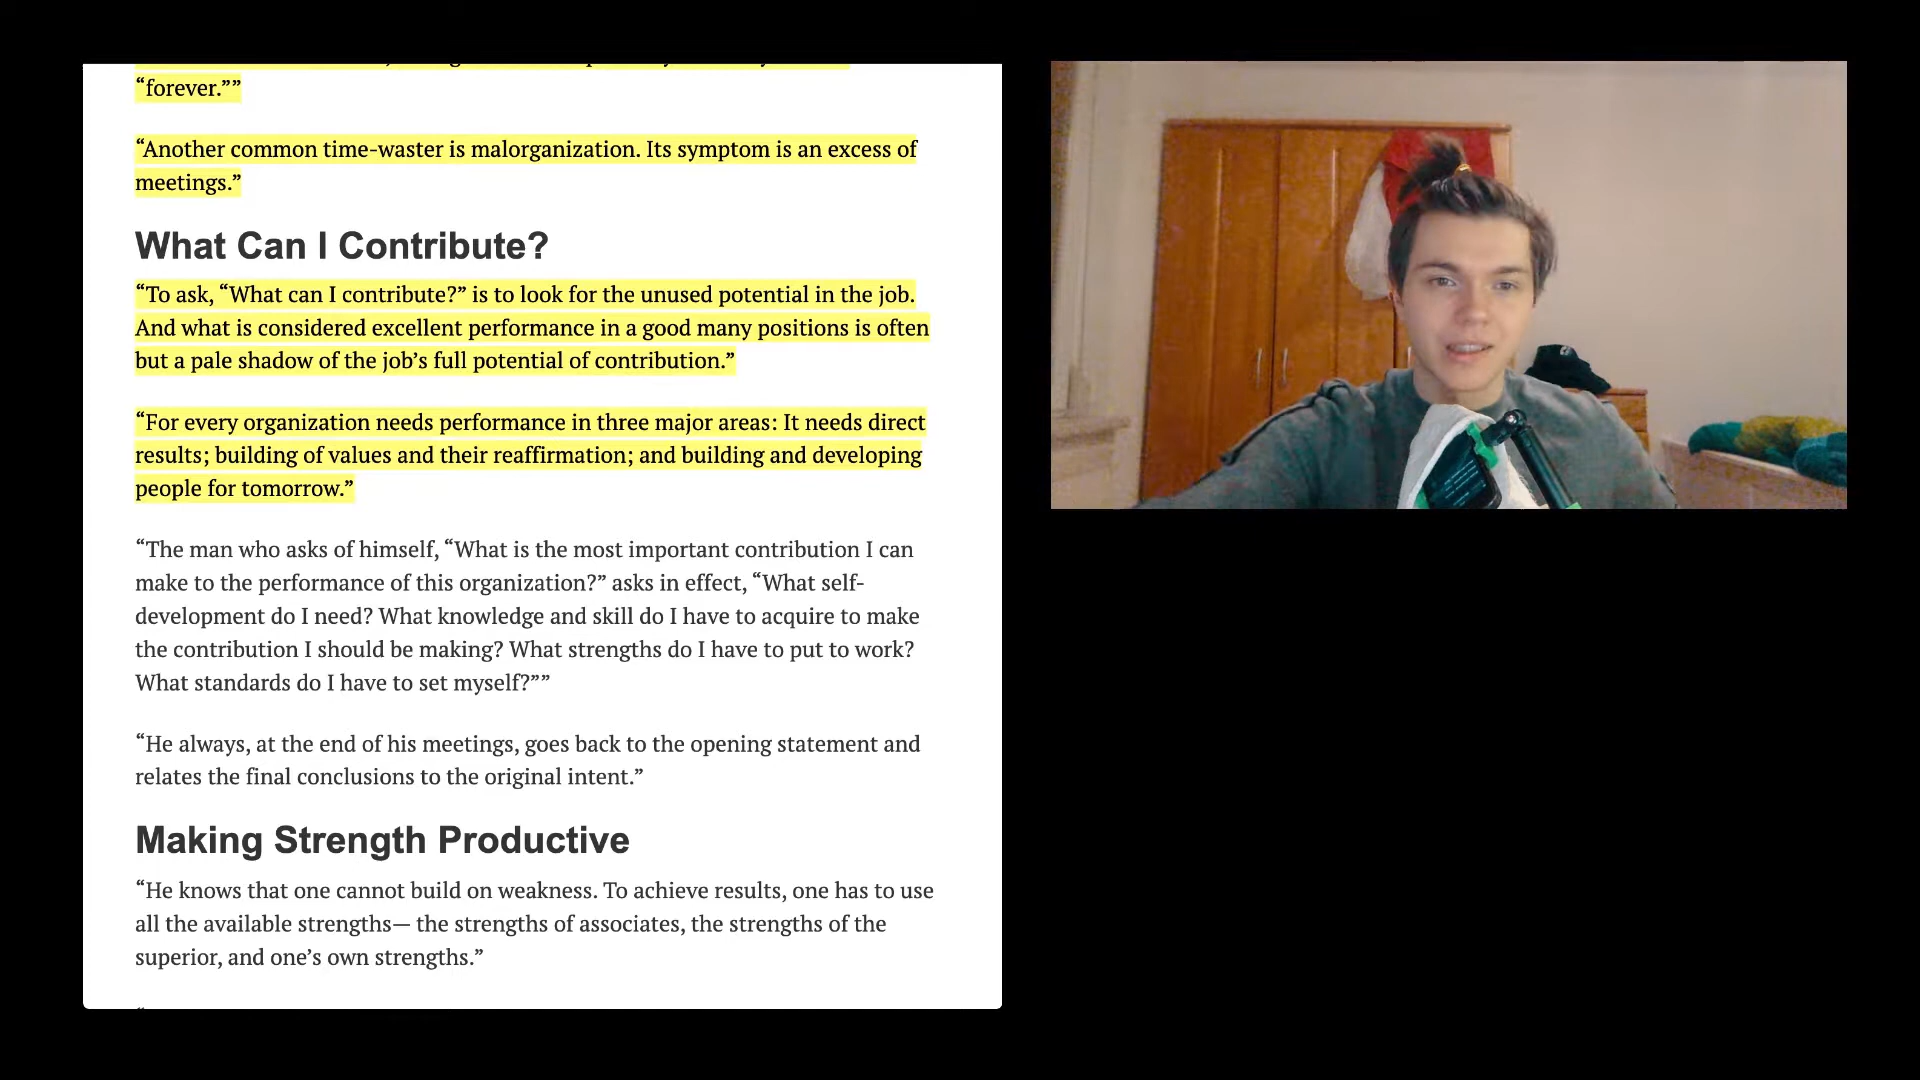 “forever.””
“Another common time-waster is malorganization. Its symptom is an excess of
meetings.”
What Can I Contribute?
“To ask, “What can I contribute?” is to look for the unused potential in the job.
And what is considered excellent performance in a good many positions is often
but a pale shadow of the job’s full potential of contribution.”
“For every organization needs performance in three major areas: It needs direct
results; building of values and their reaffirmation; and building and developing
people for tomorrow.”
“The man who asks of himself, “What is the most important contribution I can
make to the performance of this organization?” asks in effect, “What self-
development do I need? What knowledge and skill do I have to acquire to make
the contribution I should be making? What strengths do I have to put to work?
What standards do I have to set myself?””
“He always, at the end of his meetings, goes back to the opening statement and
relates the final conclusions to the original intent.”
Making Strength Productive
“He knows that one cannot build on weakness. To achieve results, one has to use
all the available strengths— the strengths of associates, the strengths of the
superior, and one’s own strengths.”